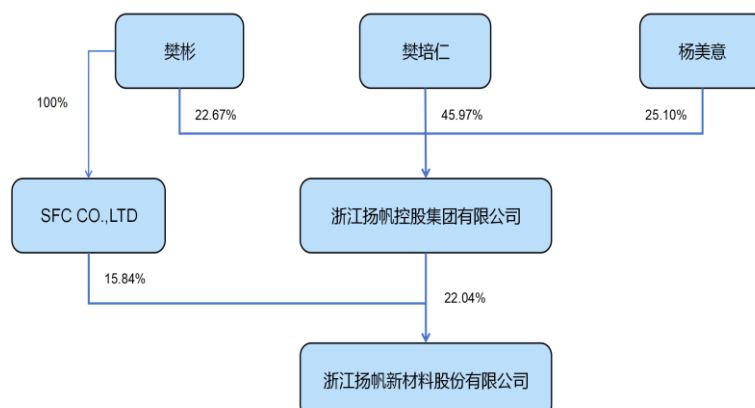 樊彬
樊培仁
杨美意
100%
22.67%
45.97%
25.10%
SFC CO.,LTD
浙江扬帆控股集团有限公司
15.84%
22.04%
浙江扬帆新材料股份有限公司